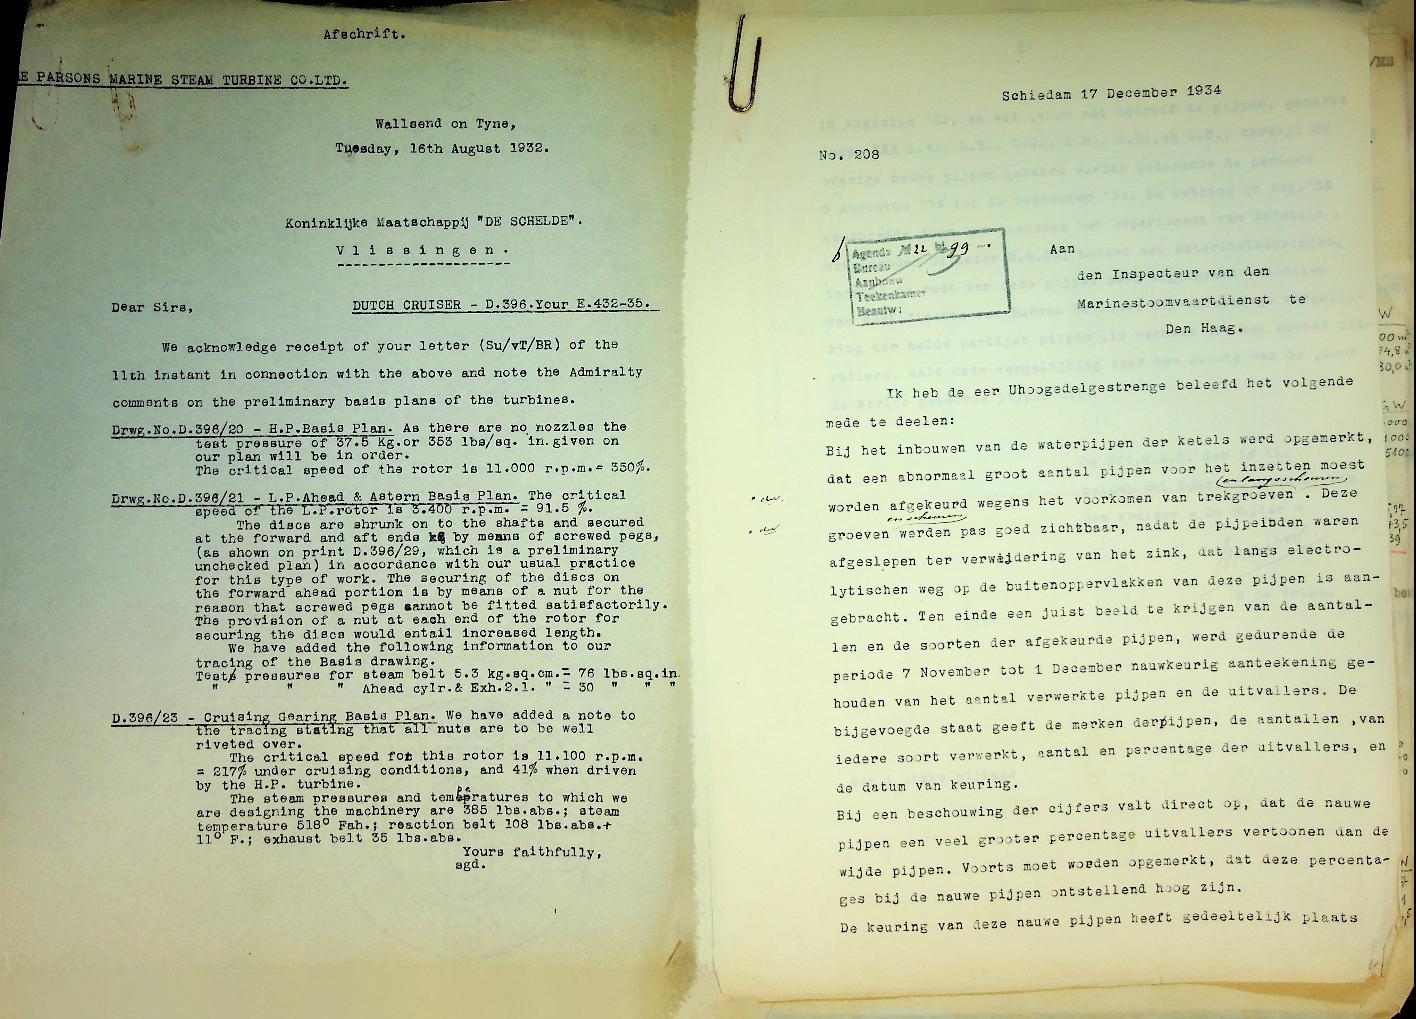 Afschrift.
E PARSONS MARINE STEAM TURBINE CO.LTD.
Wallsend on Tyne,
Tuesday, 16th August 1932.
Koninklijke Maatschappij "DE SCHELDE".
Vlissingen.
Dear Sirs, DUTCH CRUISER - D.396.Your E.432-35.
We acknowledge receipt of your letter (Su/vT/BR) of the
11th instant in connection with the above and note the Admiralty
comments on the preliminary basis plans of the turbines.
Drwg.No.D.396/20 - H.P.Basis Plan. As there are no nozzles the
test pressure of 37.5 Kg.or 353 lbs/sq. in.given on
our plan will be in order.
The critical speed of the rotor is 11.000 r.p.m.= 350%.
Drwg.No.D.396/21 - L.P.Ahead & Astern Basis Plan. The critical
speed of the L.P.rotor is 3.400 r.p.m. = 91.5 %.
The discs are shrunk on to the shafts and secured
at the forward and aft ends by means of screwed pegs,
(as shown on print D.396/29, which is a preliminary
unchecked plan) in accordance with our usual practice
for this type of work. The securing of the discs on
the forward ahead portion is by means of a nut for the
reason that screwed pegs cannot be fitted satisfactorily.
The provision of a nut at each end of the rotor for
securing the discs would entail increased length.
We have added the following information to our
tracing of the Basis drawing.
Test pressures for steam belt 5.3 kg.sq.cm.= 76 lbs.sq.in.
" " " Ahead cylr.& Exh.2.1. " = 30 " " "
D.396/23 - Cruising Gearing Basis Plan. We have added a note to
the tracing stating that all nuts are to be well
riveted over.
The critical speed for this rotor is 11.100 r.p.m.
= 217% under cruising conditions, and 41% when driven
by the H.P. turbine.
The steam pressures and temperatures to which we
are designing the machinery are 385 lbs.abs.; steam
temperature 518° Fah.; reaction belt 108 lbs.abs.+
11° F.; exhaust belt 35 lbs.abs.
Yours faithfully,
sgd.
Schiedam 17 December 1934
No. 208
Agenda
Bureau
Aanbouw
Teekenkamer
Beantw:
Aan
den Inspecteur van den
Marinestoomvaartdienst te
Den Haag.
Ik heb de eer Uhoogedelgestrenge beleefd het volgende
mede te deelen:
Bij het inbouwen van de waterpijpen der ketels werd opgemerkt,
dat een abnormaal groot aantal pijpen voor het inzetten moest
(en langsscheuren)
worden afgekeurd wegens het voorkomen van trekgroeven . Deze
en scheuren
groeven werden pas goed zichtbaar, nadat de pijpeinden waren
afgeslepen ter verwijdering van het zink, dat langs electro-
lytischen weg op de buitenoppervlakken van deze pijpen is aan-
gebracht. Ten einde een juist beeld te krijgen van de aantal-
len en de soorten der afgekeurde pijpen, werd gedurende de
periode 7 November tot 1 December nauwkeurig aanteekening ge-
houden van het aantal verwerkte pijpen en de uitvallers. De
bijgevoegde staat geeft de merken der pijpen, de aantallen ,van
iedere soort verwerkt, aantal en percentage der uitvallers, en
de datum van keuring.
Bij een beschouwing der cijfers valt direct op, dat de nauwe
pijpen een veel grooter percentage uitvallers vertoonen dan de
wijde pijpen. Voorts moet worden opgemerkt, dat deze percenta-
ges bij de nauwe pijpen ontstellend hoog zijn.
De keuring van deze nauwe pijpen heeft gedeeltelijk plaats